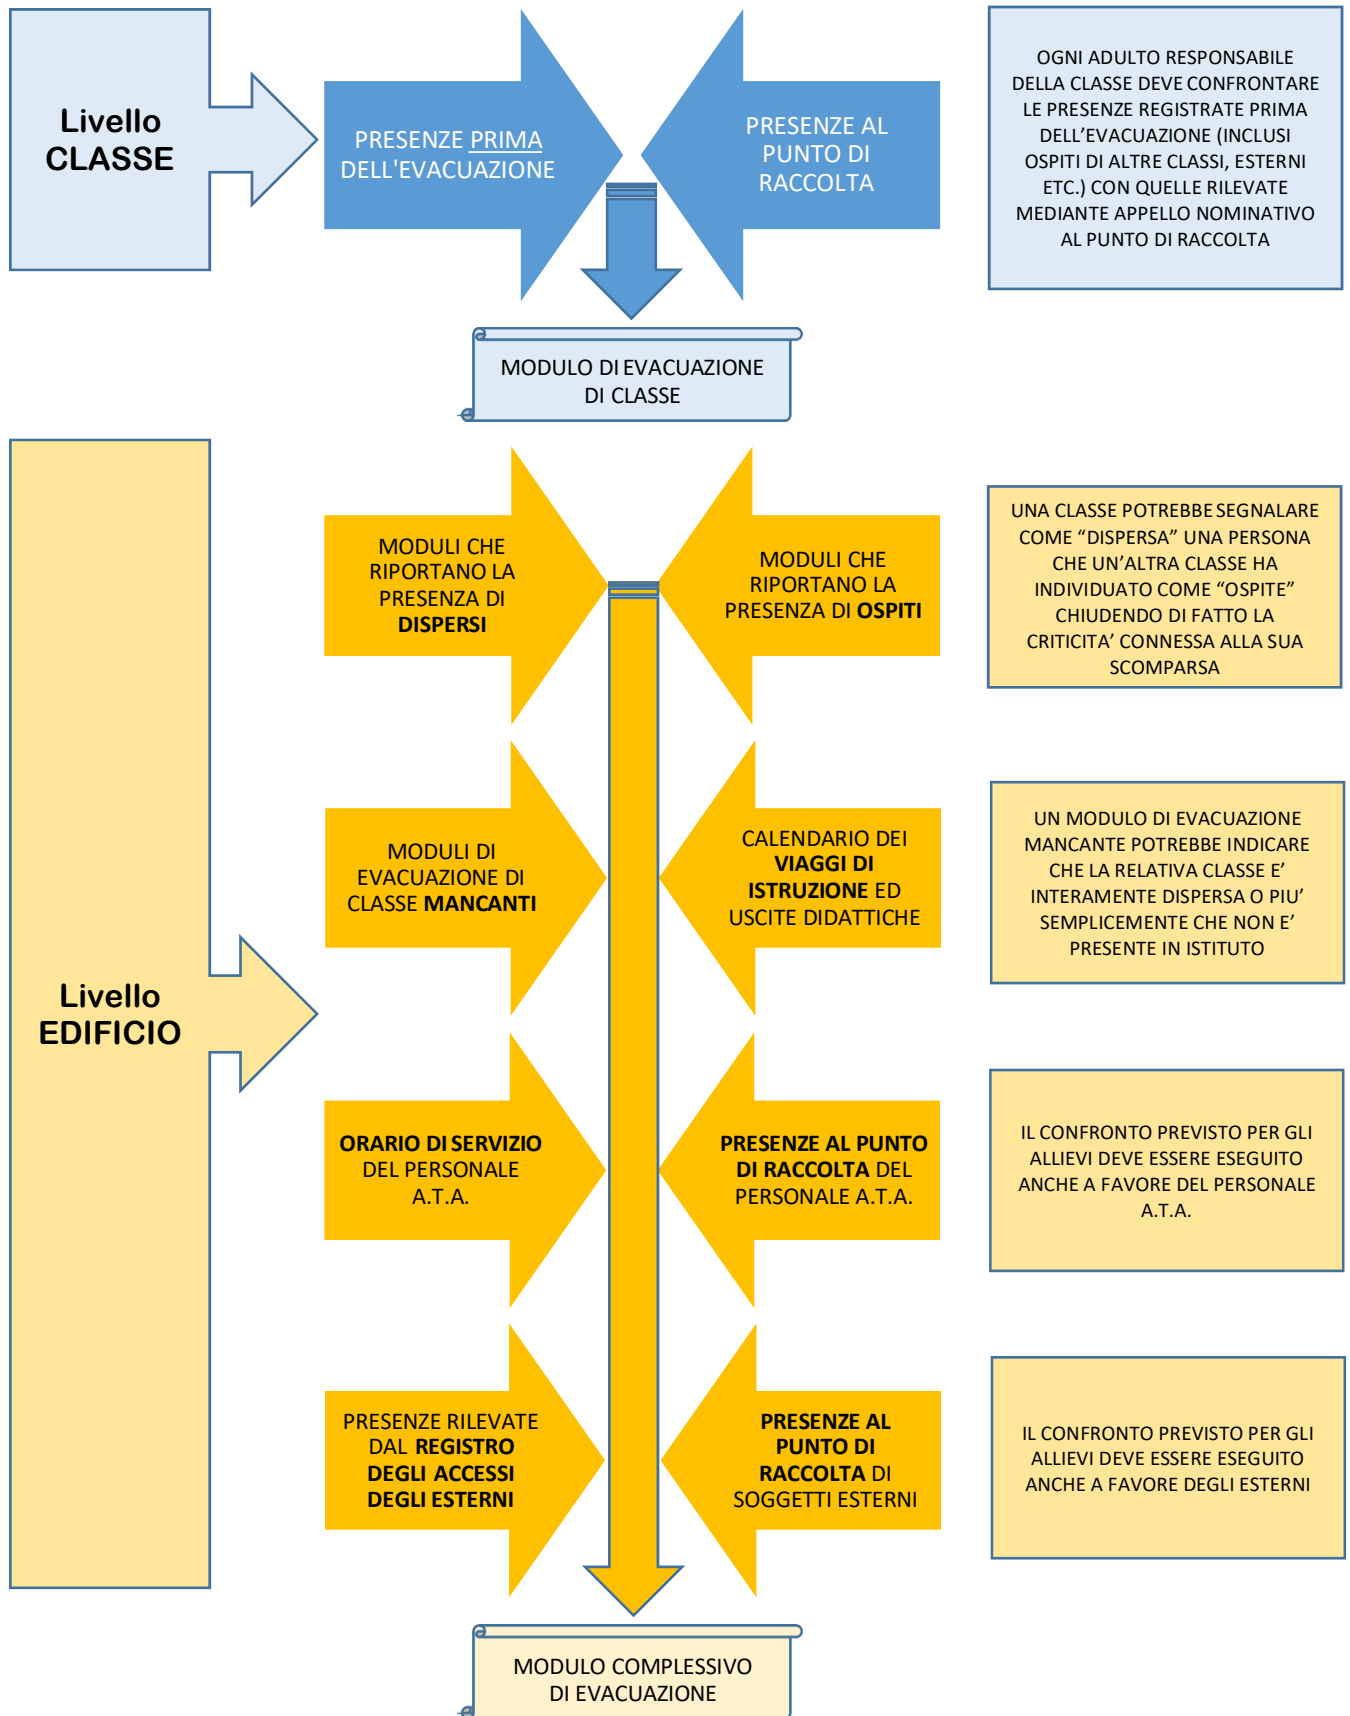 Livello
CLASSE
PRESENZE PRIMA
DELL'EVACUAZIONE
PRESENZE AL
PUNTO DI
RACCOLTA
OGNI ADULTO RESPONSABILE
DELLA CLASSE DEVE CONFRONTARE
LE PRESENZE REGISTRATE PRIMA
DELL’EVACUAZIONE (INCLUSI
OSPITI DI ALTRE CLASSI, ESTERNI
ETC.) CON QUELLE RILEVATE
MEDIANTE APPELLO NOMINATIVO
AL PUNTO DI RACCOLTA
MODULO DI EVACUAZIONE
DI CLASSE
Livello
EDIFICIO
MODULI CHE
RIPORTANO LA
PRESENZA DI
DISPERSI
MODULI CHE
RIPORTANO LA
PRESENZA DI OSPITI
UNA CLASSE POTREBBE SEGNALARE
COME “DISPERSA” UNA PERSONA
CHE UN’ALTRA CLASSE HA
INDIVIDUATO COME “OSPITE”
CHIUDENDO DI FATTO LA
CRITICITA’ CONNESSA ALLA SUA
SCOMPARSA
MODULI DI
EVACUAZIONE DI
CLASSE MANCANTI
CALENDARIO DEI
VIAGGI DI
ISTRUZIONE ED
USCITE DIDATTICHE
UN MODULO DI EVACUAZIONE
MANCANTE POTREBBE INDICARE
CHE LA RELATIVA CLASSE E’
INTERAMENTE DISPERSA O PIU’
SEMPLICEMENTE CHE NON E’
PRESENTE IN ISTITUTO
ORARIO DI SERVIZIO
DEL PERSONALE
A.T.A.
PRESENZE AL PUNTO
DI RACCOLTA DEL
PERSONALE A.T.A.
IL CONFRONTO PREVISTO PER GLI
ALLIEVI DEVE ESSERE ESEGUITO
ANCHE A FAVORE DEL PERSONALE
A.T.A.
PRESENZE RILEVATE
DAL REGISTRO
DEGLI ACCESSI
DEGLI ESTERNI
PRESENZE AL
PUNTO DI
RACCOLTA DI
SOGGETTI ESTERNI
IL CONFRONTO PREVISTO PER GLI
ALLIEVI DEVE ESSERE ESEGUITO
ANCHE A FAVORE DEGLI ESTERNI
MODULO COMPLESSIVO
DI EVACUAZIONE